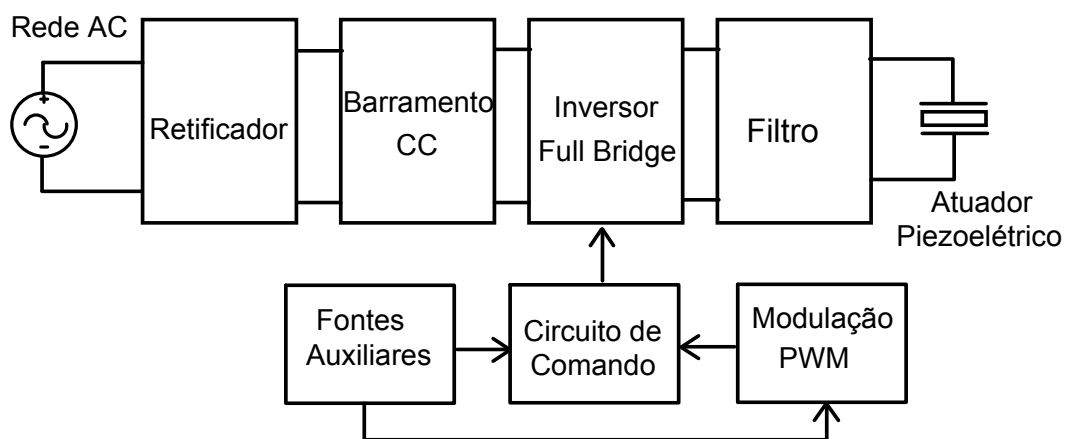 Rede AC
Retificador
Barramento
CC
Inversor
Full Bridge
Filtro
Atuador
Piezoelétrico
Fontes
Auxiliares
Circuito de
Comando
Modulação
PWM